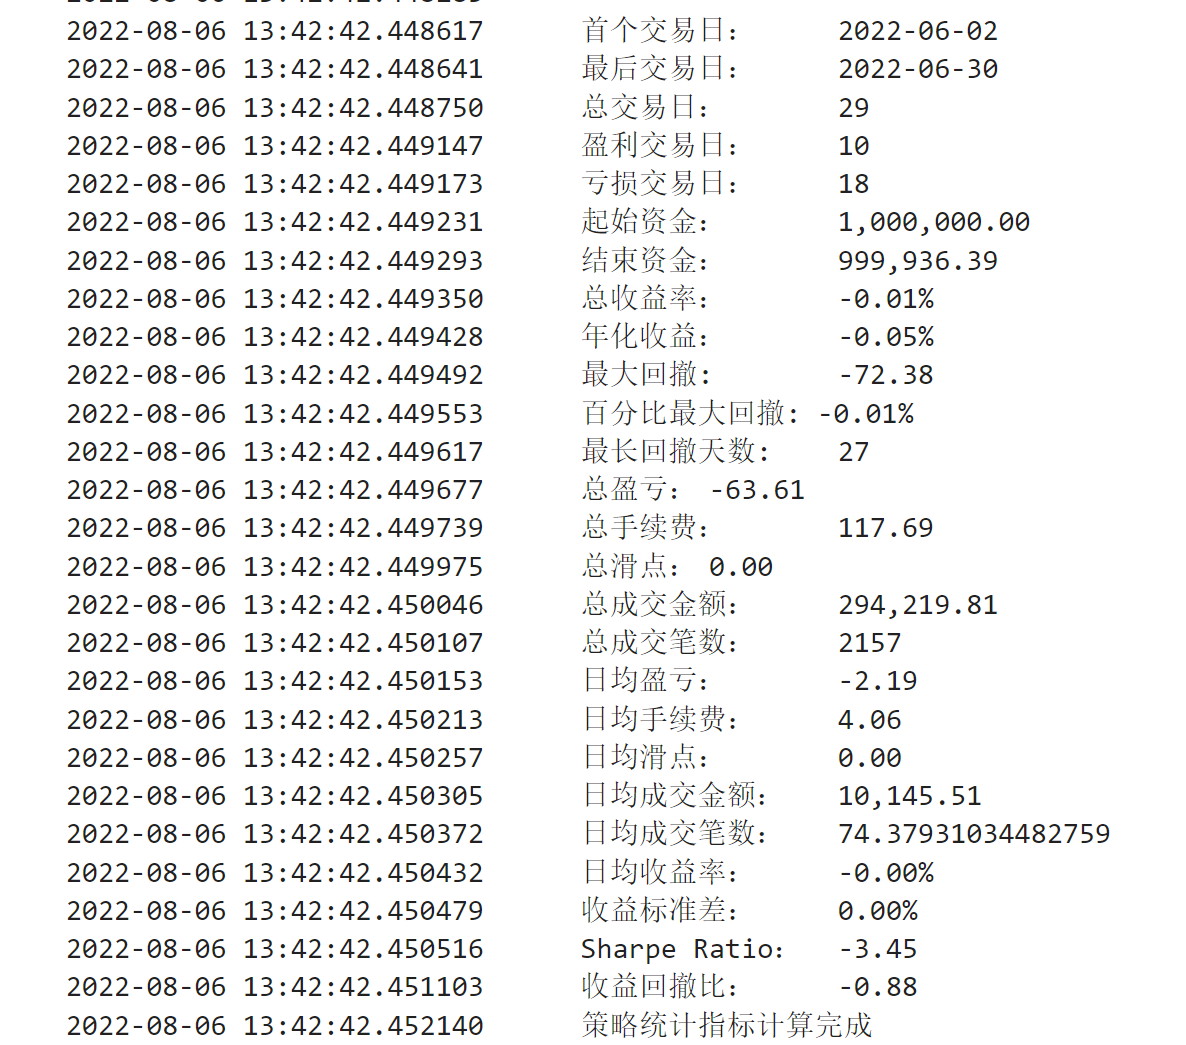 2022-08-06 13:42:42.448617 首个交易日： 2022-06-02
2022-08-06 13:42:42.448641 最后交易日： 2022-06-30
2022-08-06 13:42:42.448750 总交易日： 29
2022-08-06 13:42:42.449147 盈利交易日： 10
2022-08-06 13:42:42.449173 亏损交易日： 18
2022-08-06 13:42:42.449231 起始资金： 1,000,000.00
2022-08-06 13:42:42.449293 结束资金： 999,936.39
2022-08-06 13:42:42.449350 总收益率： -0.01%
2022-08-06 13:42:42.449428 年化收益： -0.05%
2022-08-06 13:42:42.449492 最大回撤: -72.38
2022-08-06 13:42:42.449553 百分比最大回撤: -0.01%
2022-08-06 13:42:42.449617 最长回撤天数: 27
2022-08-06 13:42:42.449677 总盈亏： -63.61
2022-08-06 13:42:42.449739 总手续费： 117.69
2022-08-06 13:42:42.449975 总滑点： 0.00
2022-08-06 13:42:42.450046 总成交金额： 294,219.81
2022-08-06 13:42:42.450107 总成交笔数： 2157
2022-08-06 13:42:42.450153 日均盈亏： -2.19
2022-08-06 13:42:42.450213 日均手续费： 4.06
2022-08-06 13:42:42.450257 日均滑点： 0.00
2022-08-06 13:42:42.450305 日均成交金额： 10,145.51
2022-08-06 13:42:42.450372 日均成交笔数： 74.37931034482759
2022-08-06 13:42:42.450432 日均收益率： -0.00%
2022-08-06 13:42:42.450479 收益标准差： 0.00%
2022-08-06 13:42:42.450516 Sharpe Ratio： -3.45
2022-08-06 13:42:42.451103 收益回撤比： -0.88
2022-08-06 13:42:42.452140 策略统计指标计算完成